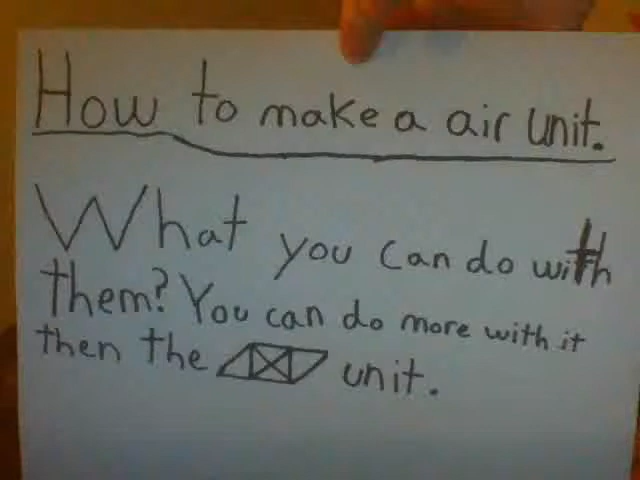 How to make a air unit.
What you can do with
them? You can do more with it
then the unit.